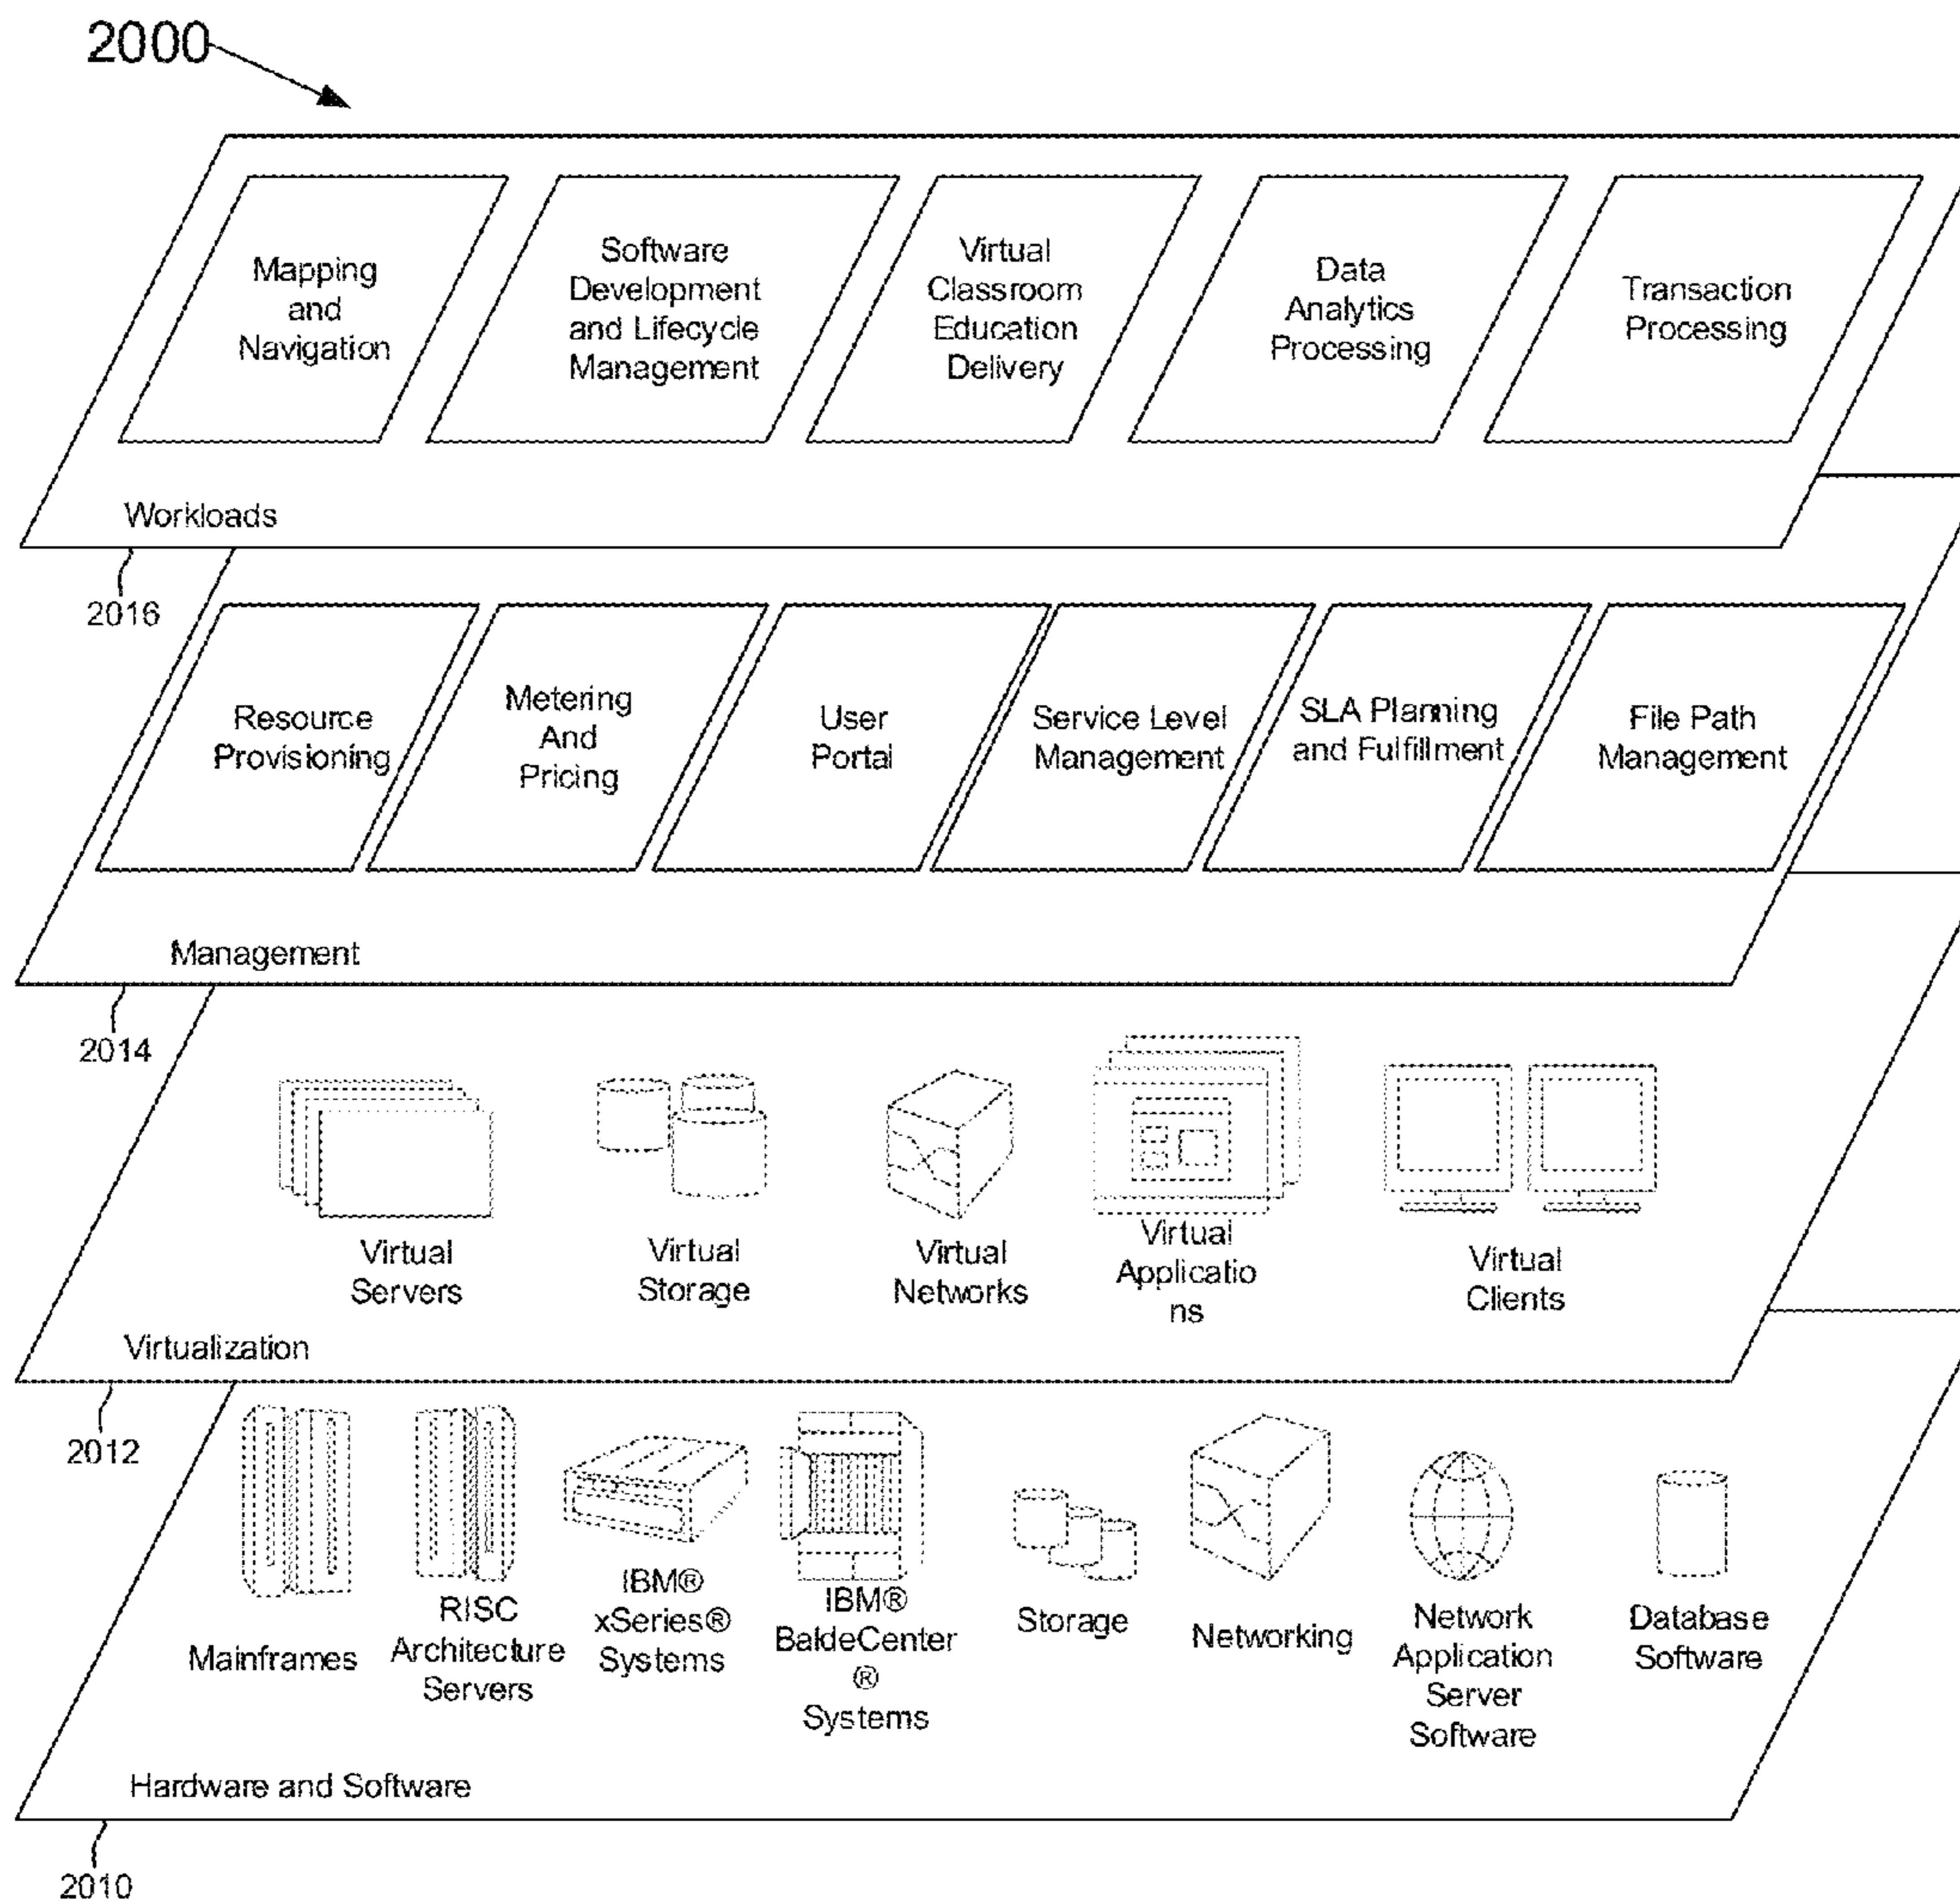 2000
Mapping
and
Navigation
Software
Development
and Lifecycle
Management
Virtual
Classroom
Education
Delivery
Data
Analytics
Processing
Transaction
Processing
Workloads
2016
Resource
Provisioning
Metering
And
Pricing
User
Portal
Service Level
Management
SLA Planning
and Fulfillment
File Path
Management
Management
2014
Virtual
Servers
Virtual
Storage
Virtual
Networks
Virtual
Applicatio
ns
Virtual
Clients
Virtualization
2012
Mainframes
RISC
Architecture
Servers
IBM®
xSeries®
Systems
IBM®
BaldeCenter
®
Systems
Storage
Networking
Network
Application
Server
Software
Database
Software
Hardware and Software
2010